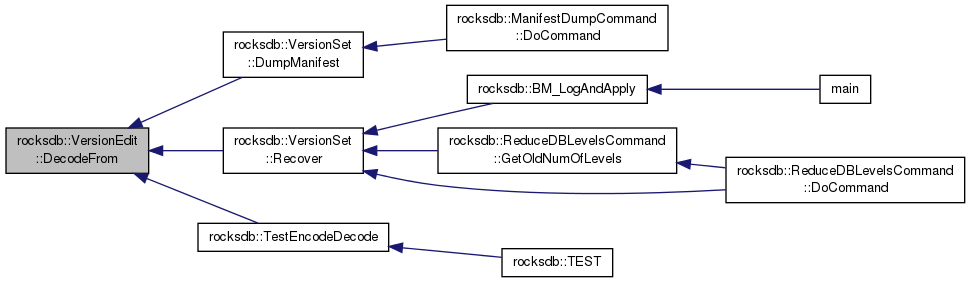 rocksdb::ManifestDumpCommand
::DoCommand
rocksdb::VersionSet
::DumpManifest
rocksdb::BM_LogAndApply
main
rocksdb::VersionEdit
::DecodeFrom
rocksdb::VersionSet
::Recover
rocksdb::ReduceDBLevelsCommand
::GetOldNumOfLevels
rocksdb::ReduceDBLevelsCommand
::DoCommand
rocksdb::TestEncodeDecode
rocksdb::TEST